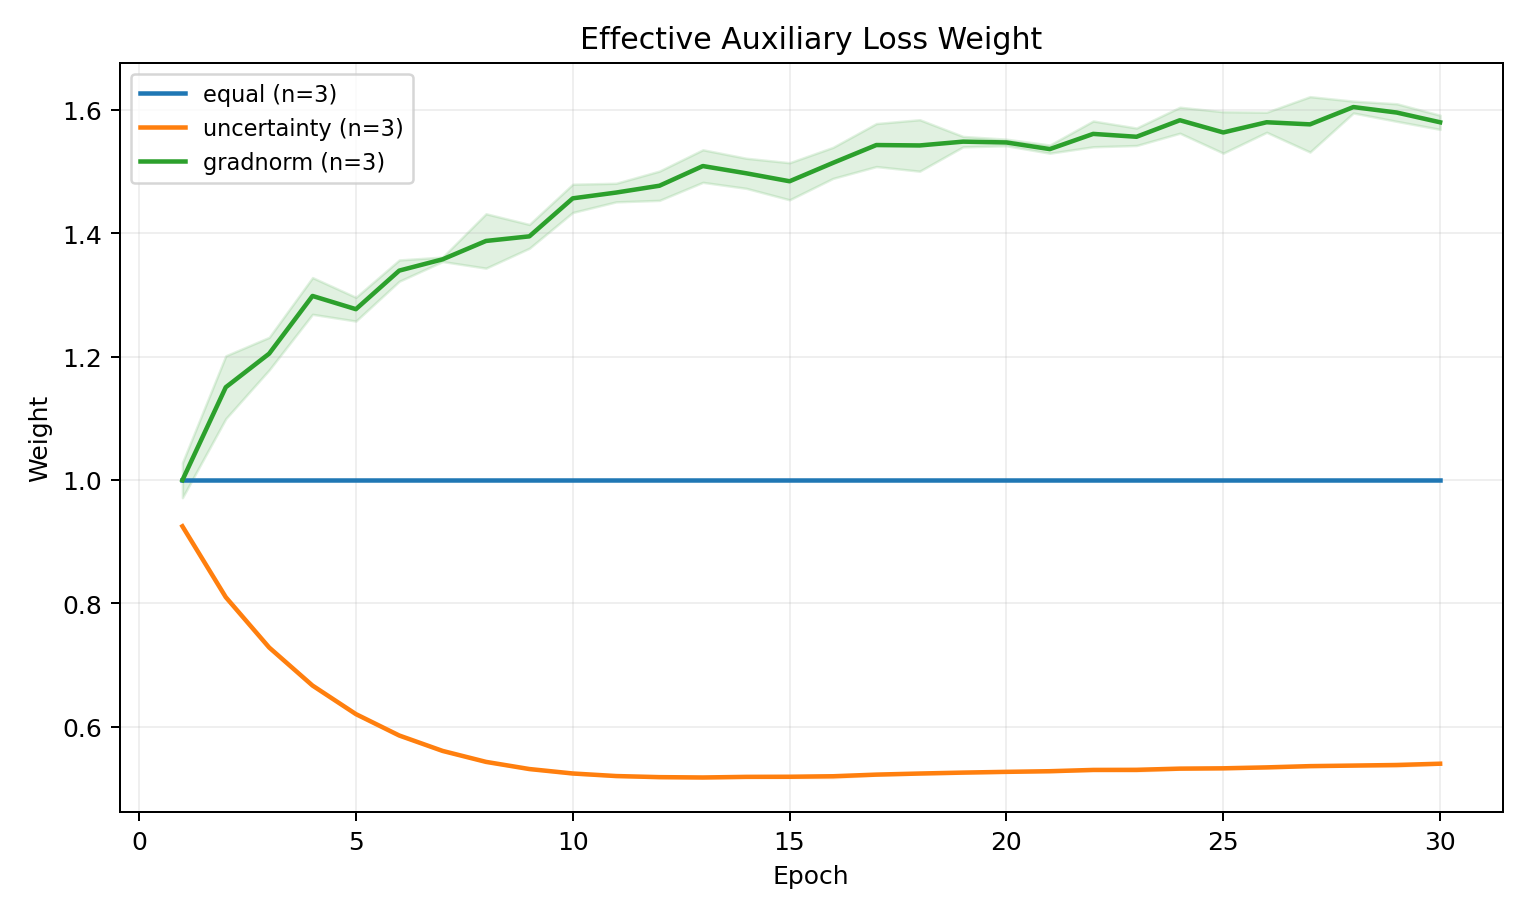 Effective Auxiliary Loss Weight
equal (n=3)
uncertainty (n=3)
gradnorm (n=3)
Weight
1.6
1.4
1.2
1.0
0.8
0.6
0 5 10 15 20 25 30
Epoch